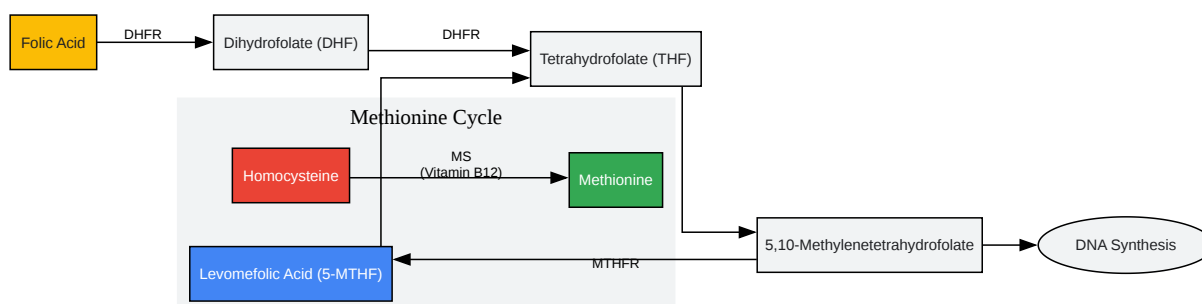 Folic Acid
DHFR
Dihydrofolate (DHF)
DHFR
Tetrahydrofolate (THF)
Methionine Cycle
Homocysteine
MS
(Vitamin B12)
Methionine
Levomefolic Acid (5-MTHF)
MTHFR
5,10-Methylenetetrahydrofolate
DNA Synthesis